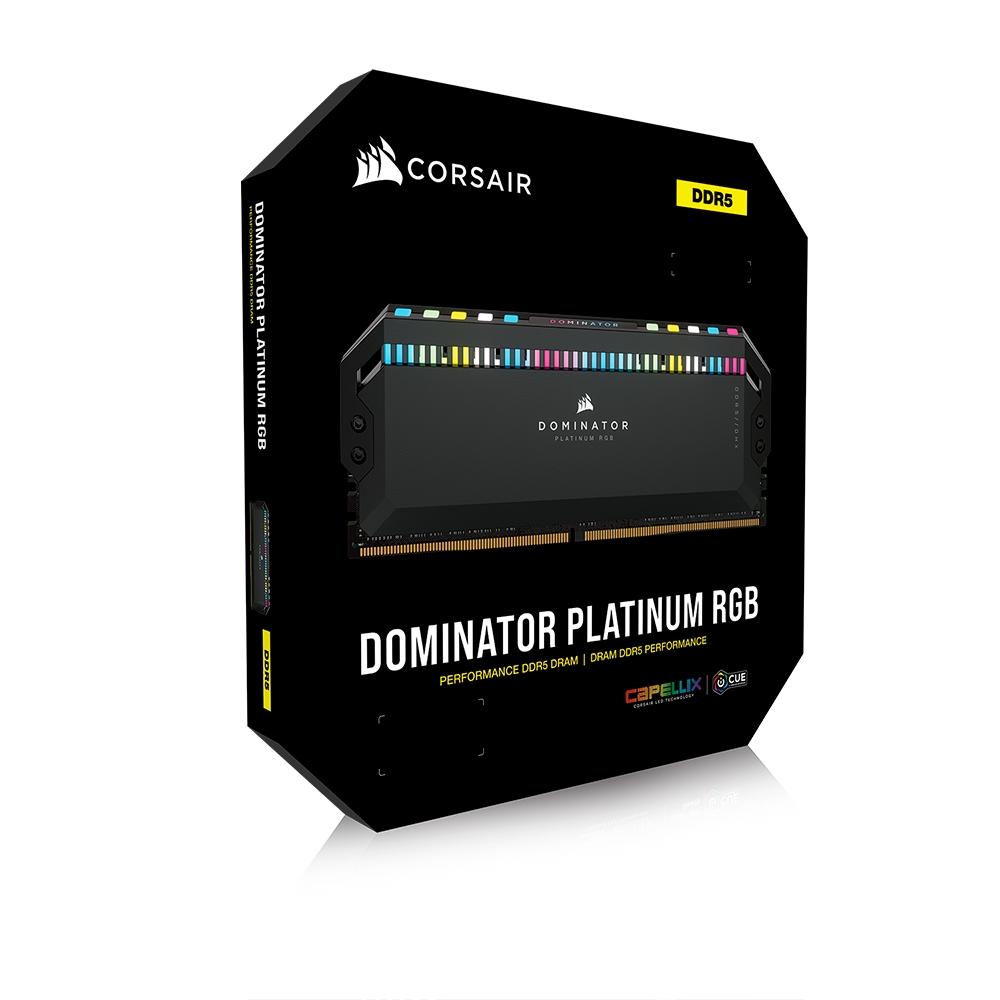 CORSAIR
DDR5
DOMINATOR
DOMINATOR
PLATINUM RGB
DOMINATOR PLATINUM RGB
PERFORMANCE DDR5 DRAM | DRAM DDR5 PERFORMANCE
CAPELLIX
CORSAIR LED TECHNOLOGY
iCUE
DOMINATOR PLATINUM RGB
PERFORMANCE DDR5 DRAM
DDR5